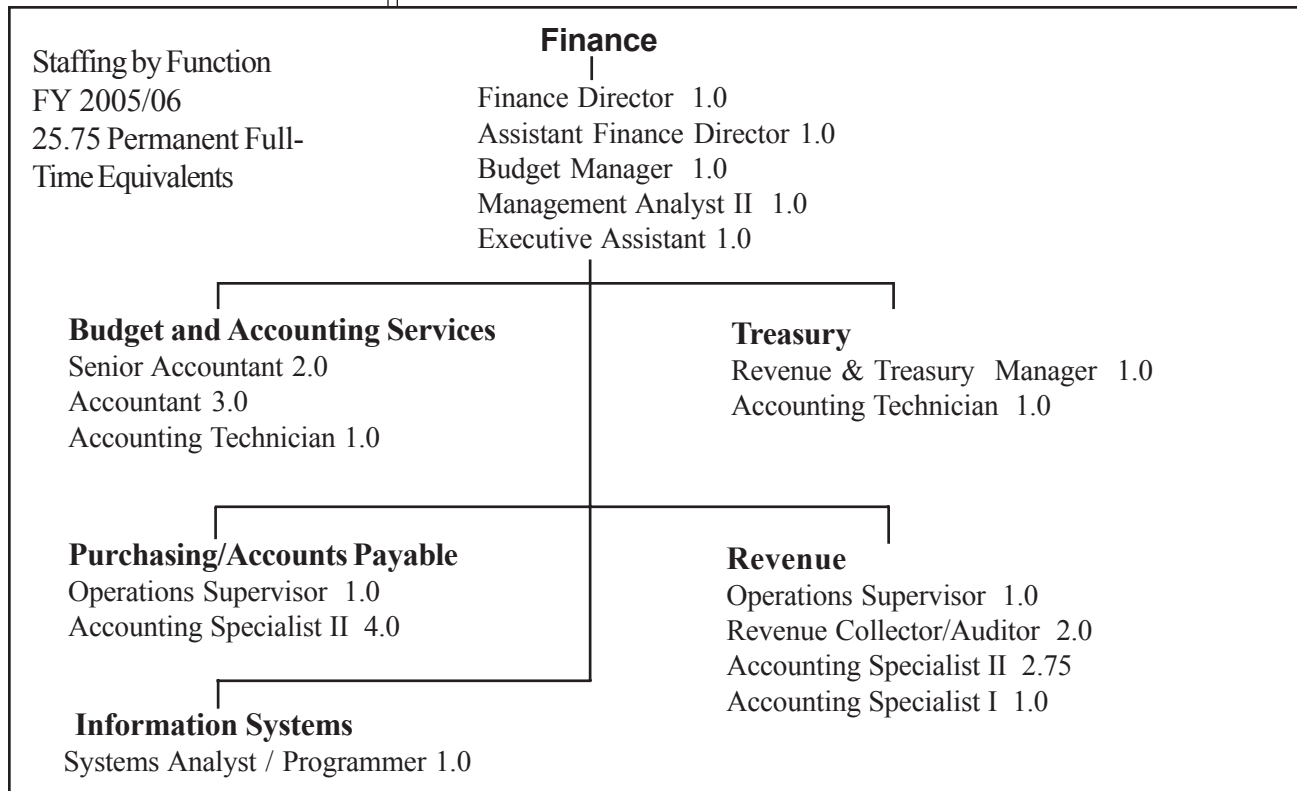 Staffing by Function
FY 2005/06
25.75 Permanent Full-
Time Equivalents
Finance
Finance Director 1.0
Assistant Finance Director 1.0
Budget Manager 1.0
Management Analyst II 1.0
Executive Assistant 1.0
Budget and Accounting Services
Senior Accountant 2.0
Accountant 3.0
Accounting Technician 1.0
Treasury
Revenue & Treasury Manager 1.0
Accounting Technician 1.0
Purchasing/Accounts Payable
Operations Supervisor 1.0
Accounting Specialist II 4.0
Revenue
Operations Supervisor 1.0
Revenue Collector/Auditor 2.0
Accounting Specialist II 2.75
Accounting Specialist I 1.0
Information Systems
Systems Analyst / Programmer 1.0